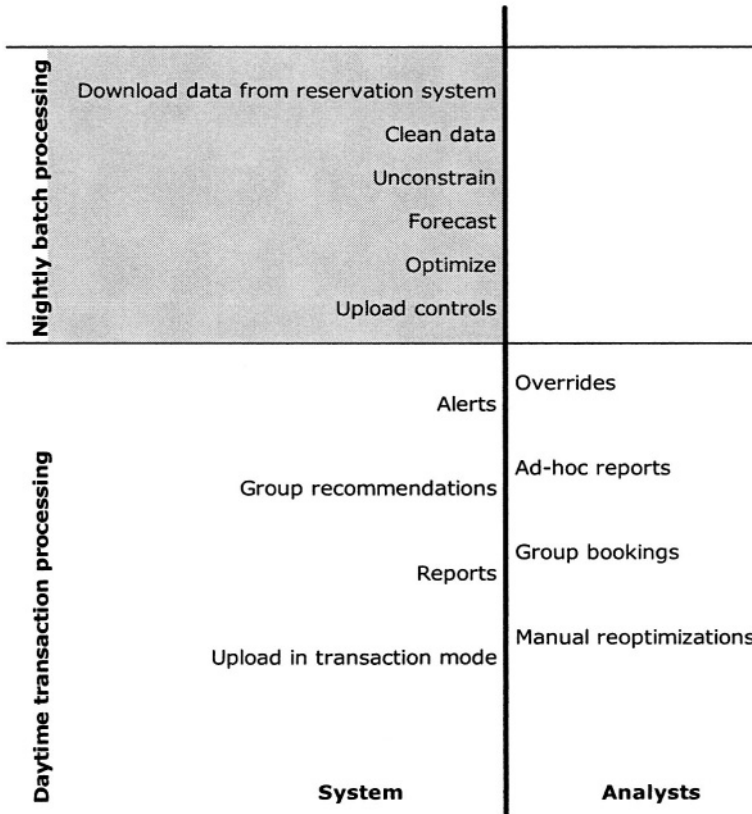 Nightly batch processing
Download data from reservation system
Clean data
Unconstrain
Forecast
Optimize
Upload controls
Daytime transaction processing
Alerts
Group recommendations
Reports
Upload in transaction mode
Overrides
Ad-hoc reports
Group bookings
Manual reoptimizations
System
Analysts